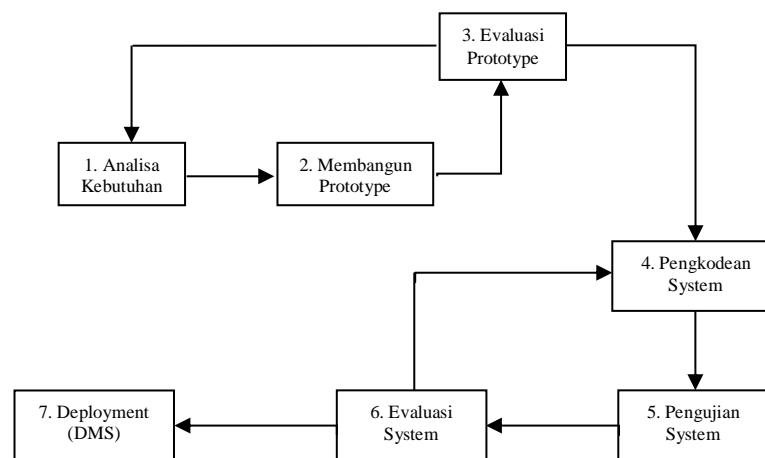 3. Evaluasi
Prototype
1. Analisa
Kebutuhan
2. Membangun
Prototype
4. Pengkodean
System
7. Deployment
(DMS)
6. Evaluasi
System
5. Pengujian
System